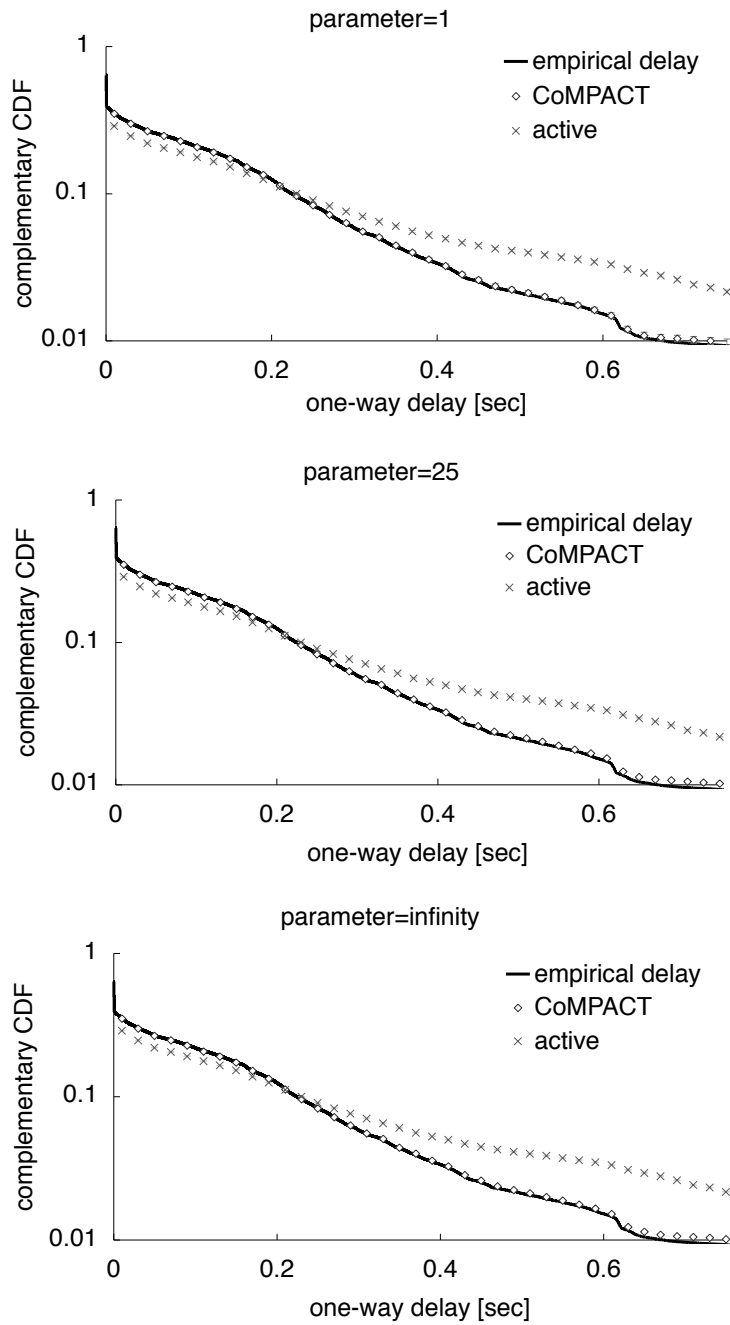 parameter=1
1
0.1
0.01
complementary CDF
empirical delay
CoMPACT
active
0
0.2
0.4
0.6
one-way delay [sec]
parameter=25
1
0.1
0.01
complementary CDF
empirical delay
CoMPACT
active
0
0.2
0.4
0.6
one-way delay [sec]
parameter=infinity
1
0.1
0.01
complementary CDF
empirical delay
CoMPACT
active
0
0.2
0.4
0.6
one-way delay [sec]